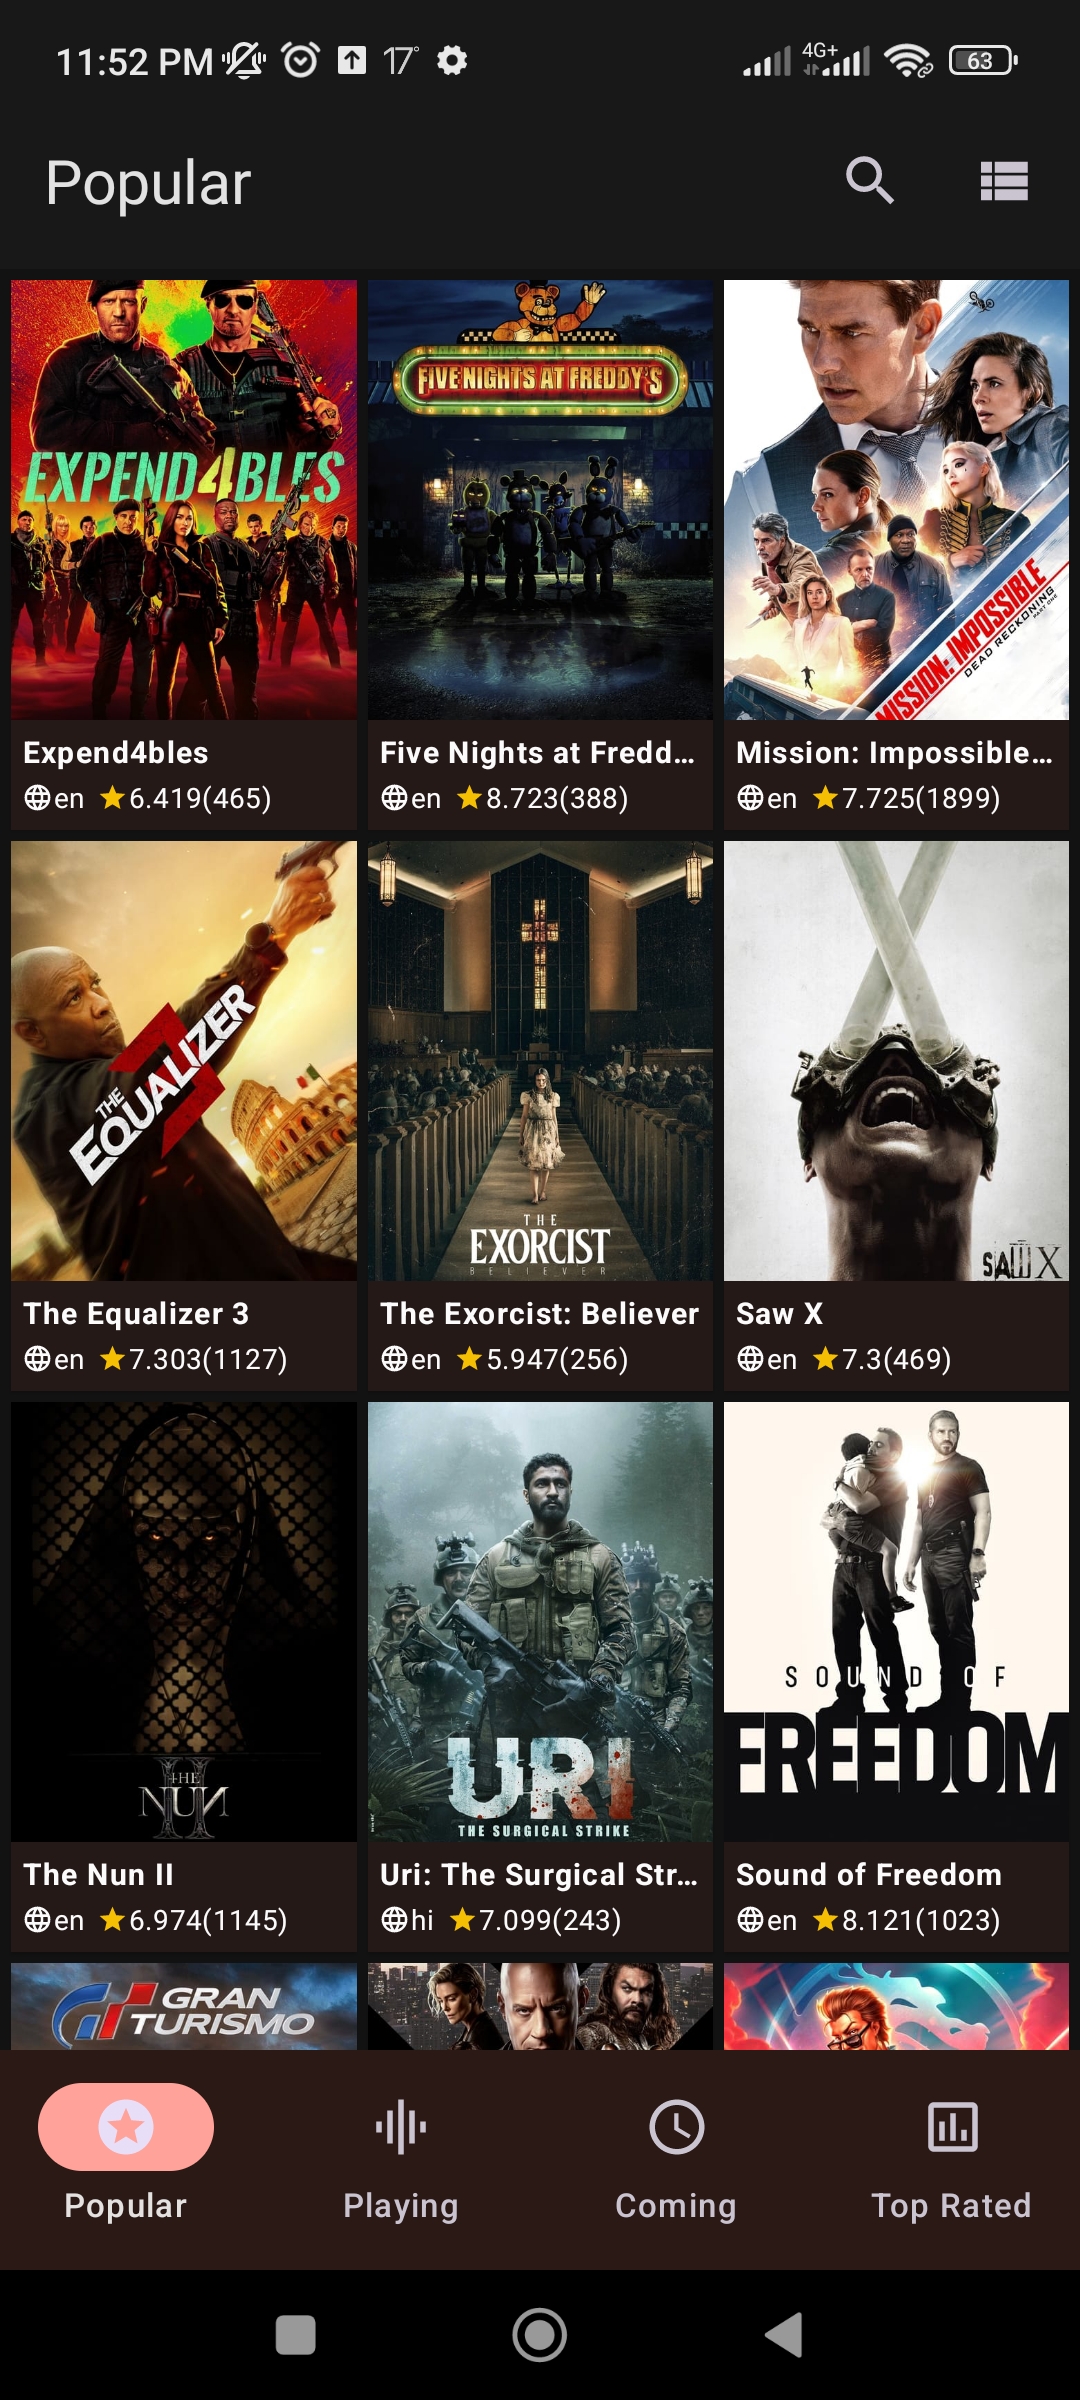 11:52 PM 17° 4G+ 63
Popular
EXPEND4BLES
FIVE NIGHTS AT FREDDY'S
MISSION: IMPOSSIBLE
DEAD RECKONING
PART ONE
Expend4bles
en 6.419(465)
Five Nights at Fredd...
en 8.723(388)
Mission: Impossible...
en 7.725(1899)
THE
EQUALIZER
3
THE
EXORCIST
BELIEVER
SAW X
The Equalizer 3
en 7.303(1127)
The Exorcist: Believer
en 5.947(256)
Saw X
en 7.3(469)
THE
NUN
II
URI
THE SURGICAL STRIKE
SOUND OF
FREEDOM
The Nun II
en 6.974(1145)
Uri: The Surgical Str...
hi 7.099(243)
Sound of Freedom
en 8.121(1023)
GRAN
TURISMO
Popular
Playing
Coming
Top Rated